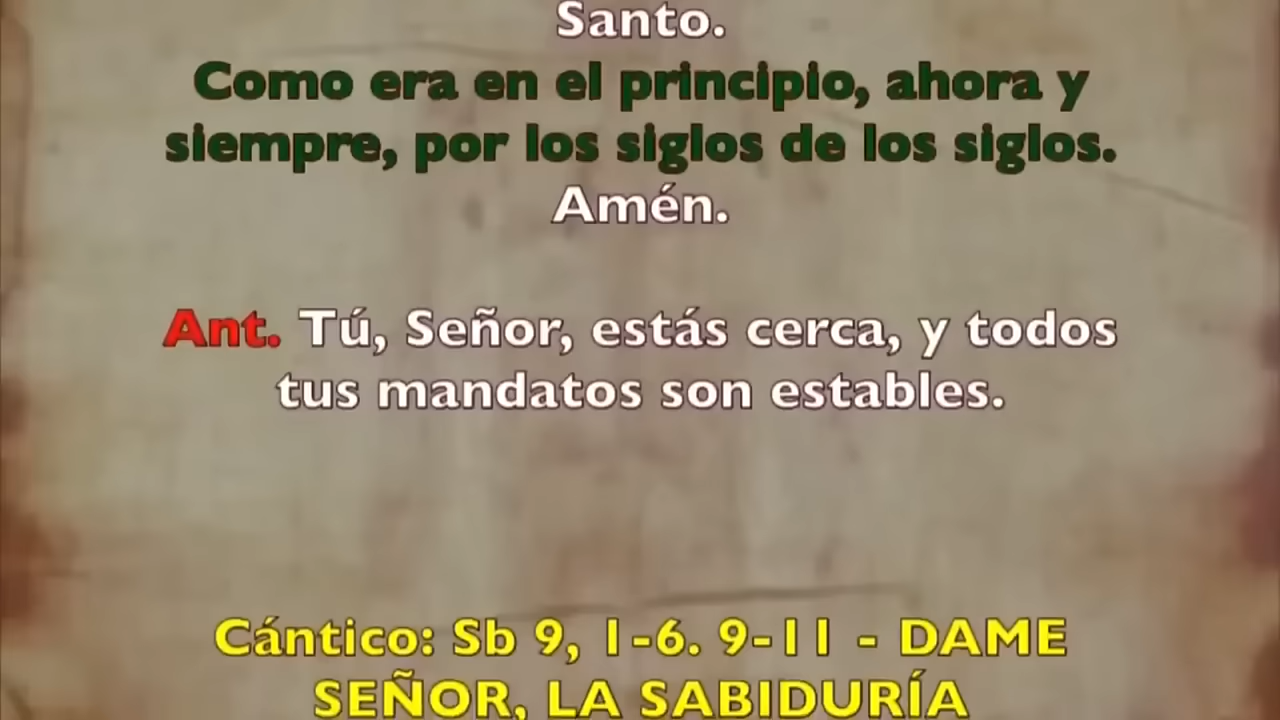 Santo.
Como era en el principio, ahora y
siempre, por los siglos de los siglos.
Amén.
Ant. Tú, Señor, estás cerca, y todos
tus mandatos son estables.
Cántico: Sb 9, 1-6. 9-11 - DAME
SEÑOR, LA SABIDURÍA